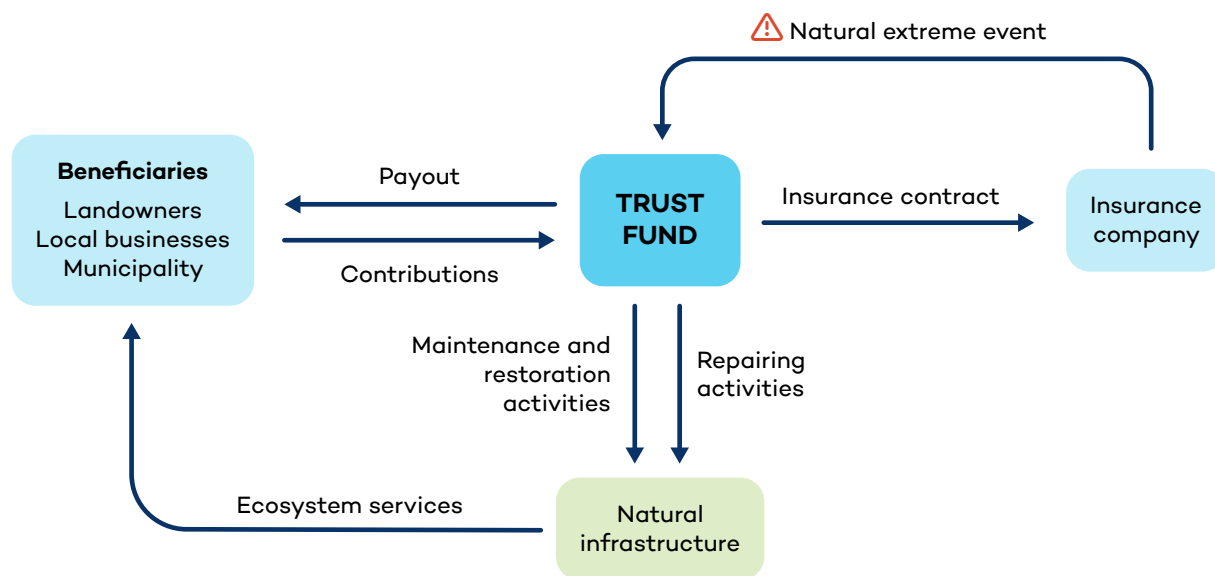 Natural extreme event
Beneficiaries
Landowners
Local businesses
Municipality
Payout
Contributions
TRUST
FUND
Insurance contract
Insurance
company
Maintenance and
restoration
activities
Repairing
activities
Ecosystem services
Natural
infrastructure